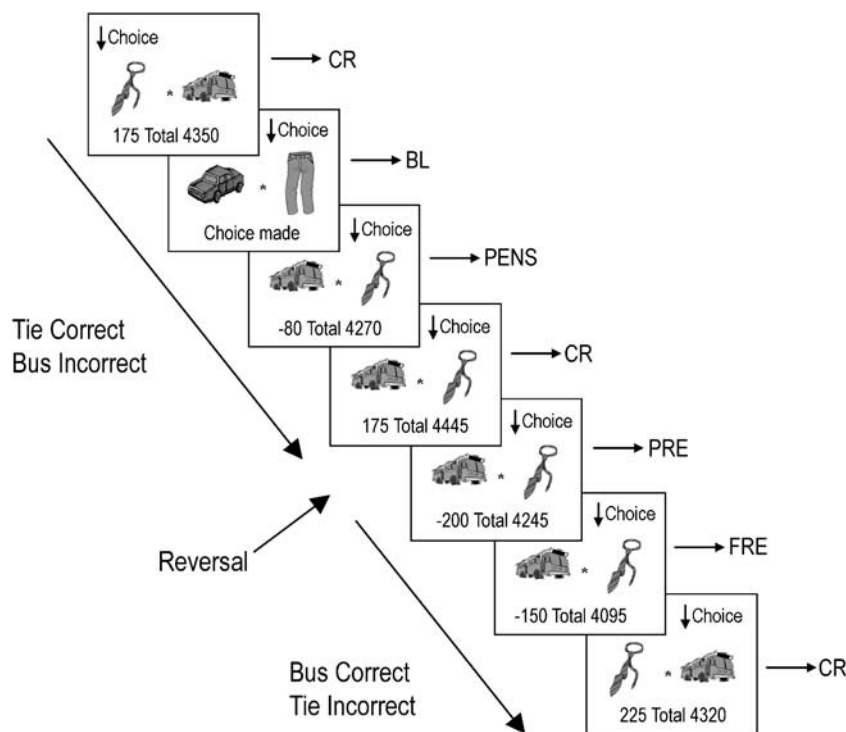 Choice
CR
175 Total 4350
Choice
BL
*
Choice made
Choice
*
PENS
-80 Total 4270
Tie Correct
Bus Incorrect
Choice
*
CR
175 Total 4445
Choice
*
PRE
-200 Total 4245
Reversal
Choice
*
FRE
-150 Total 4095
Bus Correct
Tie Incorrect
Choice
*
CR
225 Total 4320